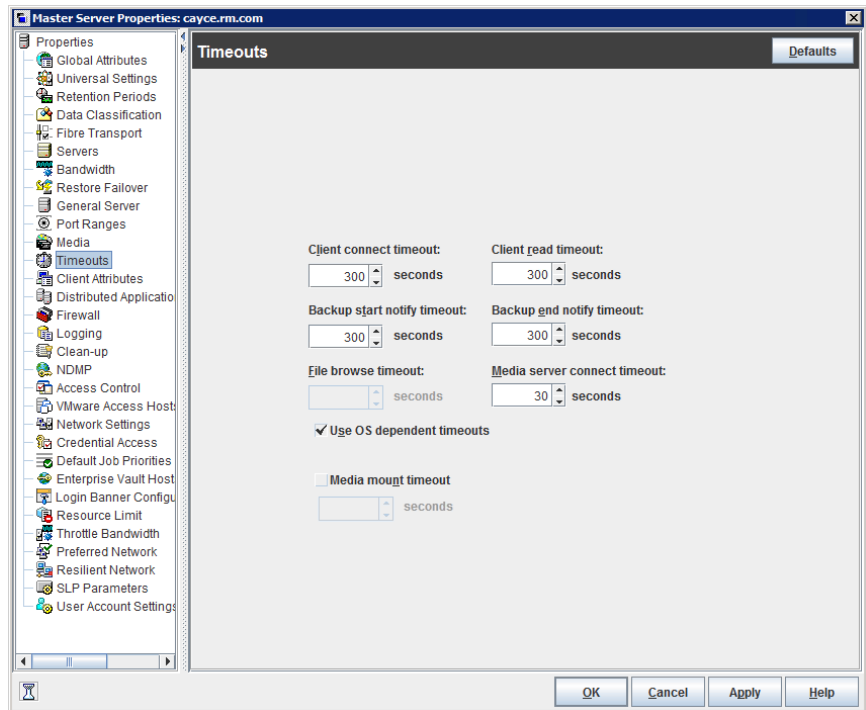 Master Server Properties: cayce.rm.com
Properties
Global Attributes
Universal Settings
Retention Periods
Data Classification
Fibre Transport
Servers
Bandwidth
Restore Failover
General Server
Port Ranges
Media
Timeouts
Client Attributes
Distributed Applicatio
Firewall
Logging
Clean-up
NDMP
Access Control
VMware Access Hosts
Network Settings
Credential Access
Default Job Priorities
Enterprise Vault Host
Login Banner Configu
Resource Limit
Throttle Bandwidth
Preferred Network
Resilient Network
SLP Parameters
User Account Settings
Timeouts
Defaults
Client connect timeout: Client read timeout:
300 seconds 300 seconds
Backup start notify timeout: Backup end notify timeout:
300 seconds 300 seconds
File browse timeout: Media server connect timeout:
seconds 30 seconds
Use OS dependent timeouts
Media mount timeout
seconds
OK Cancel Apply Help